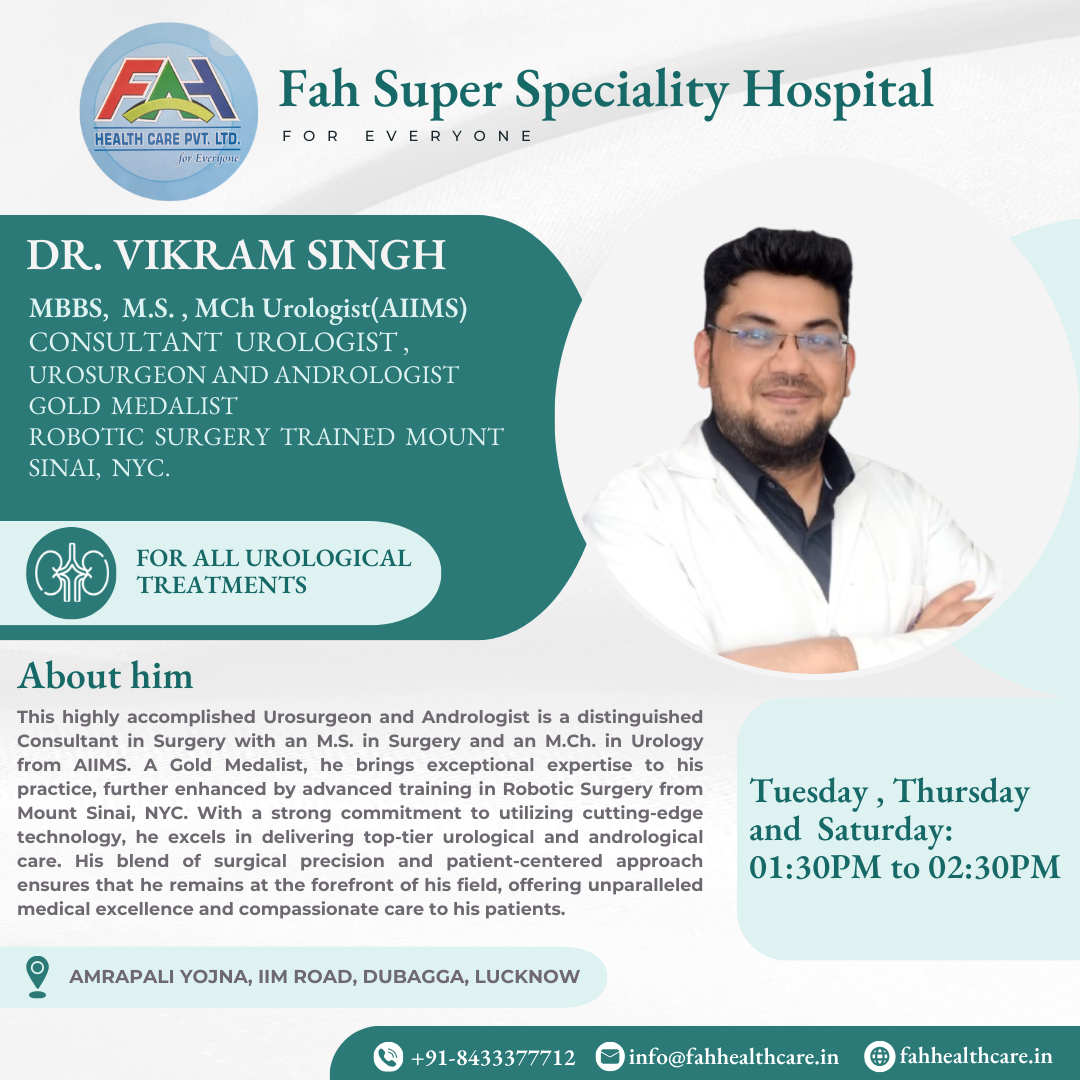 FAH
HEALTH CARE PVT. LTD.
for Everyone
Fah Super Speciality Hospital
FOR EVERYONE
DR. VIKRAM SINGH
MBBS, M.S. , MCh Urologist(AIIMS)
CONSULTANT UROLOGIST ,
UROSURGEON AND ANDROLOGIST
GOLD MEDALIST
ROBOTIC SURGERY TRAINED MOUNT
SINAI, NYC.
FOR ALL UROLOGICAL
TREATMENTS
About him
This highly accomplished Urosurgeon and Andrologist is a distinguished
Consultant in Surgery with an M.S. in Surgery and an M.Ch. in Urology
from AIIMS. A Gold Medalist, he brings exceptional expertise to his
practice, further enhanced by advanced training in Robotic Surgery from
Mount Sinai, NYC. With a strong commitment to utilizing cutting-edge
technology, he excels in delivering top-tier urological and andrological
care. His blend of surgical precision and patient-centered approach
ensures that he remains at the forefront of his field, offering unparalleled
medical excellence and compassionate care to his patients.
Tuesday , Thursday
and Saturday:
01:30PM to 02:30PM
AMRAPALI YOJNA, IIM ROAD, DUBAGGA, LUCKNOW
+91-8433377712
info@fahhealthcare.in
fahhealthcare.in